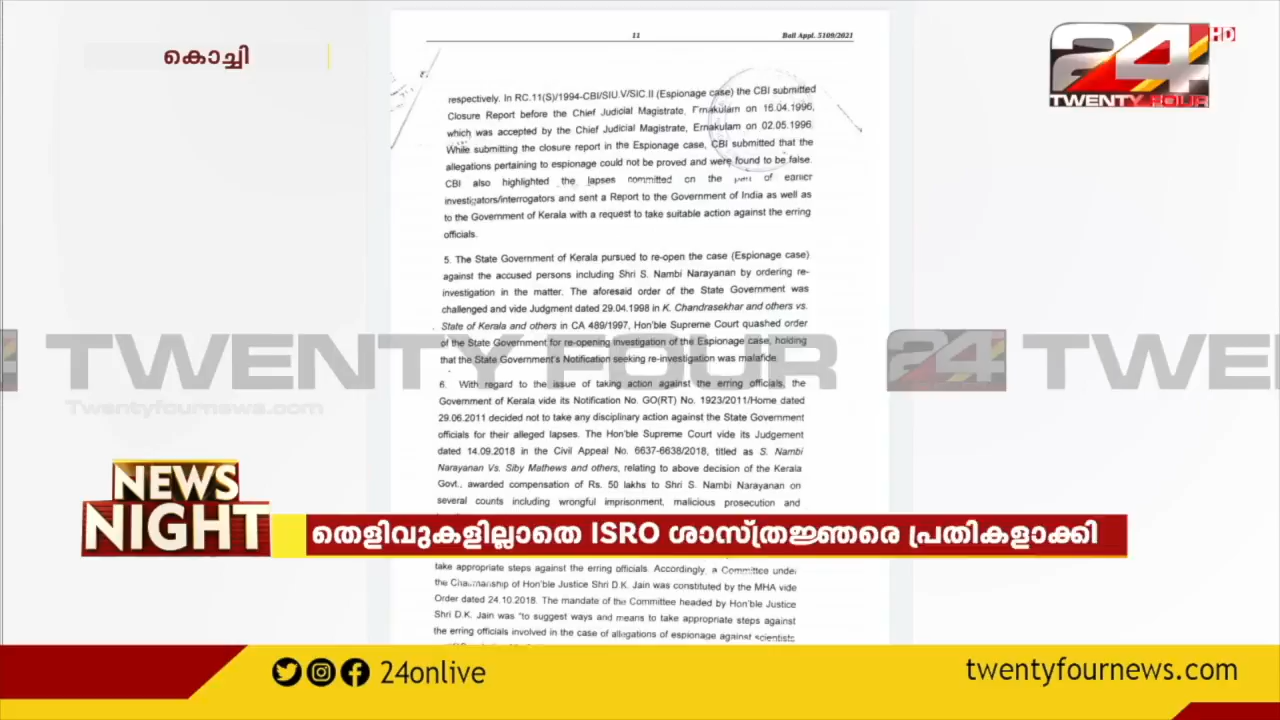 കൊച്ചി
24 HD
TWENTY FOUR
11 Bail Appl. 5109/2021
respectively. In RC.11(S)/1994-CBI/SIU.V/SIC.II (Espionage case) the CBI submitted
Closure Report before the Chief Judicial Magistrate, Ernakulam on 16.04.1996,
which was accepted by the Chief Judicial Magistrate, Ernakulam on 02.05.1996
While submitting the closure report in the Espionage case, CBI submitted that the
allegations pertaining to espionage could not be proved and were found to be false.
CBI also highlighted the lapses committed on the part of earlier
investigators/interrogators and sent a Report to the Government of India as well as
to the Government of Kerala with a request to take suitable action against the erring
officials.
5. The State Government of Kerala pursued to re-open the case (Espionage case)
against the accused persons including Shri S. Nambi Narayanan by ordering re-
investigation in the matter. The aforesaid order of the State Government was
challenged and vide Judgment dated 29.04.1998 in K. Chandrasekhar and others vs.
State of Kerala and others in CA 489/1997, Hon'ble Supreme Court quashed order
of the State Government for re-opening investigation of the Espionage case, holding
that the State Government's Notification seeking re-investigation was malafide.
TWENTY FOUR 24 TWE
Twentyfournews.com
6. With regard to the issue of taking action against the erring officials, the
Government of Kerala vide its Notification No. GO(RT) No. 1923/2011/Home dated
29.06.2011 decided not to take any disciplinary action against the State Government
officials for their alleged lapses. The Hon'ble Supreme Court vide its Judgement
dated 14.09.2018 in the Civil Appeal No. 6637-6638/2018, titled as S. Nambi
Narayanan Vs. Siby Mathews and others, relating to above decision of the Kerala
Govt., awarded compensation of Rs. 50 lakhs to Shri S. Nambi Narayanan on
several counts including wrongful imprisonment, malicious prosecution and
NEWS
NIGHT
തെളിവുകളില്ലാതെ ISRO ശാസ്ത്രജ്ഞരെ പ്രതികളാക്കി
take appropriate steps against the erring officials. Accordingly, a Committee under
the Chairmanship of Hon'ble Justice Shri D.K. Jain was constituted by the MHA vide
Order dated 24.10.2018. The mandate of the Committee headed by Hon'ble Justice
Shri D.K. Jain was "to suggest ways and means to take appropriate steps against
the erring officials involved in the case of allegations of espionage against scientists
24onlive
twentyfournews.com